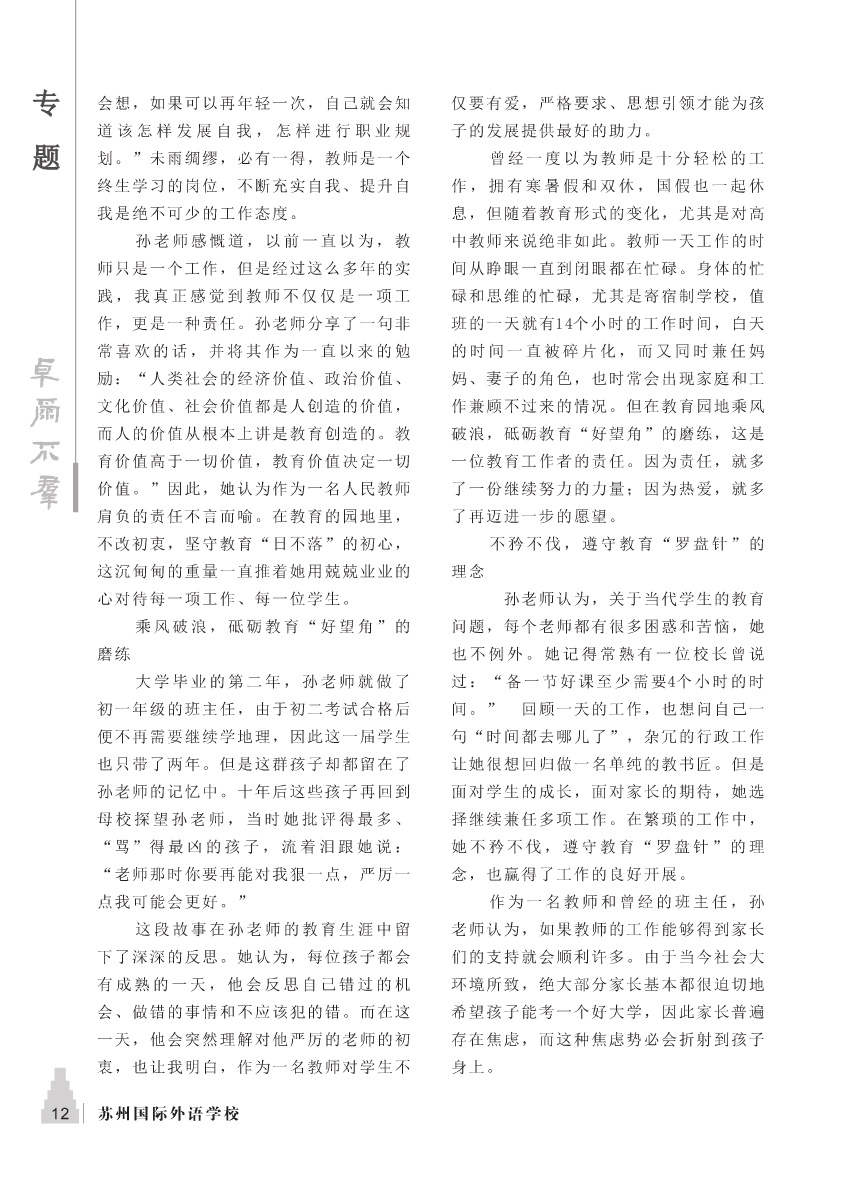 专
题
卓尔不群
会想，如果可以再年轻一次，自己就会知
道该怎样发展自我，怎样进行职业规
划。”未雨绸缪，必有一得，教师是一个
终生学习的岗位，不断充实自我、提升自
我是绝不可少的工作态度。
孙老师感慨道，以前一直以为，教
师只是一个工作，但是经过这么多年的实
践，我真正感觉到教师不仅仅是一项工
作，更是一种责任。孙老师分享了一句非
常喜欢的话，并将其作为一直以来的勉
励：“人类社会的经济价值、政治价值、
文化价值、社会价值都是人创造的价值，
而人的价值从根本上讲是教育创造的。教
育价值高于一切价值，教育价值决定一切
价值。”因此，她认为作为一名人民教师
肩负的责任不言而喻。在教育的园地里，
不改初衷，坚守教育“日不落”的初心，
这沉甸甸的重量一直推着她用兢兢业业的
心对待每一项工作、每一位学生。
乘风破浪，砥砺教育“好望角”的
磨练
大学毕业的第二年，孙老师就做了
初一年级的班主任，由于初二考试合格后
便不再需要继续学地理，因此这一届学生
也只带了两年。但是这群孩子却都留在了
孙老师的记忆中。十年后这些孩子再回到
母校探望孙老师，当时她批评得最多、
“骂”得最凶的孩子，流着泪跟她说：
“老师那时你要再能对我狠一点，严厉一
点我可能会更好。”
这段故事在孙老师的教育生涯中留
下了深深的反思。她认为，每位孩子都会
有成熟的一天，他会反思自己错过的机
会、做错的事情和不应该犯的错。而在这
一天，他会突然理解对他严厉的老师的初
衷，也让我明白，作为一名教师对学生不
仅要有爱，严格要求、思想引领才能为孩
子的发展提供最好的助力。
曾经一度以为教师是十分轻松的工
作，拥有寒暑假和双休，国假也一起休
息，但随着教育形式的变化，尤其是对高
中教师来说绝非如此。教师一天工作的时
间从睁眼一直到闭眼都在忙碌。身体的忙
碌和思维的忙碌，尤其是寄宿制学校，值
班的一天就有14个小时的工作时间，白天
的时间一直被碎片化，而又同时兼任妈
妈、妻子的角色，也时常会出现家庭和工
作兼顾不过来的情况。但在教育园地乘风
破浪，砥砺教育“好望角”的磨练，这是
一位教育工作者的责任。因为责任，就多
了一份继续努力的力量；因为热爱，就多
了再迈进一步的愿望。
不矜不伐，遵守教育“罗盘针”的
理念
孙老师认为，关于当代学生的教育
问题，每个老师都有很多困惑和苦恼，她
也不例外。她记得常熟有一位校长曾说
过：“备一节好课至少需要4个小时的时
间。” 回顾一天的工作，也想问自己一
句“时间都去哪儿了”，杂冗的行政工作
让她很想回归做一名单纯的教书匠。但是
面对学生的成长，面对家长的期待，她选
择继续兼任多项工作。在繁琐的工作中，
她不矜不伐，遵守教育“罗盘针”的理
念，也赢得了工作的良好开展。
作为一名教师和曾经的班主任，孙
老师认为，如果教师的工作能够得到家长
们的支持就会顺利许多。由于当今社会大
环境所致，绝大部分家长基本都很迫切地
希望孩子能考一个好大学，因此家长普遍
存在焦虑，而这种焦虑势必会折射到孩子
身上。
12 苏州国际外语学校